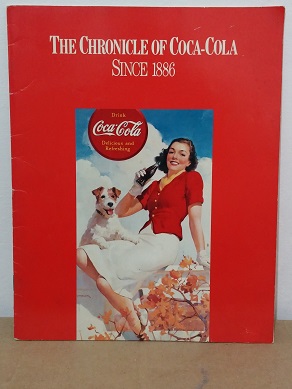 THE CHRONICLE OF COCA-COLA
SINCE 1886
Drink
Coca-Cola
Delicious and
Refreshing